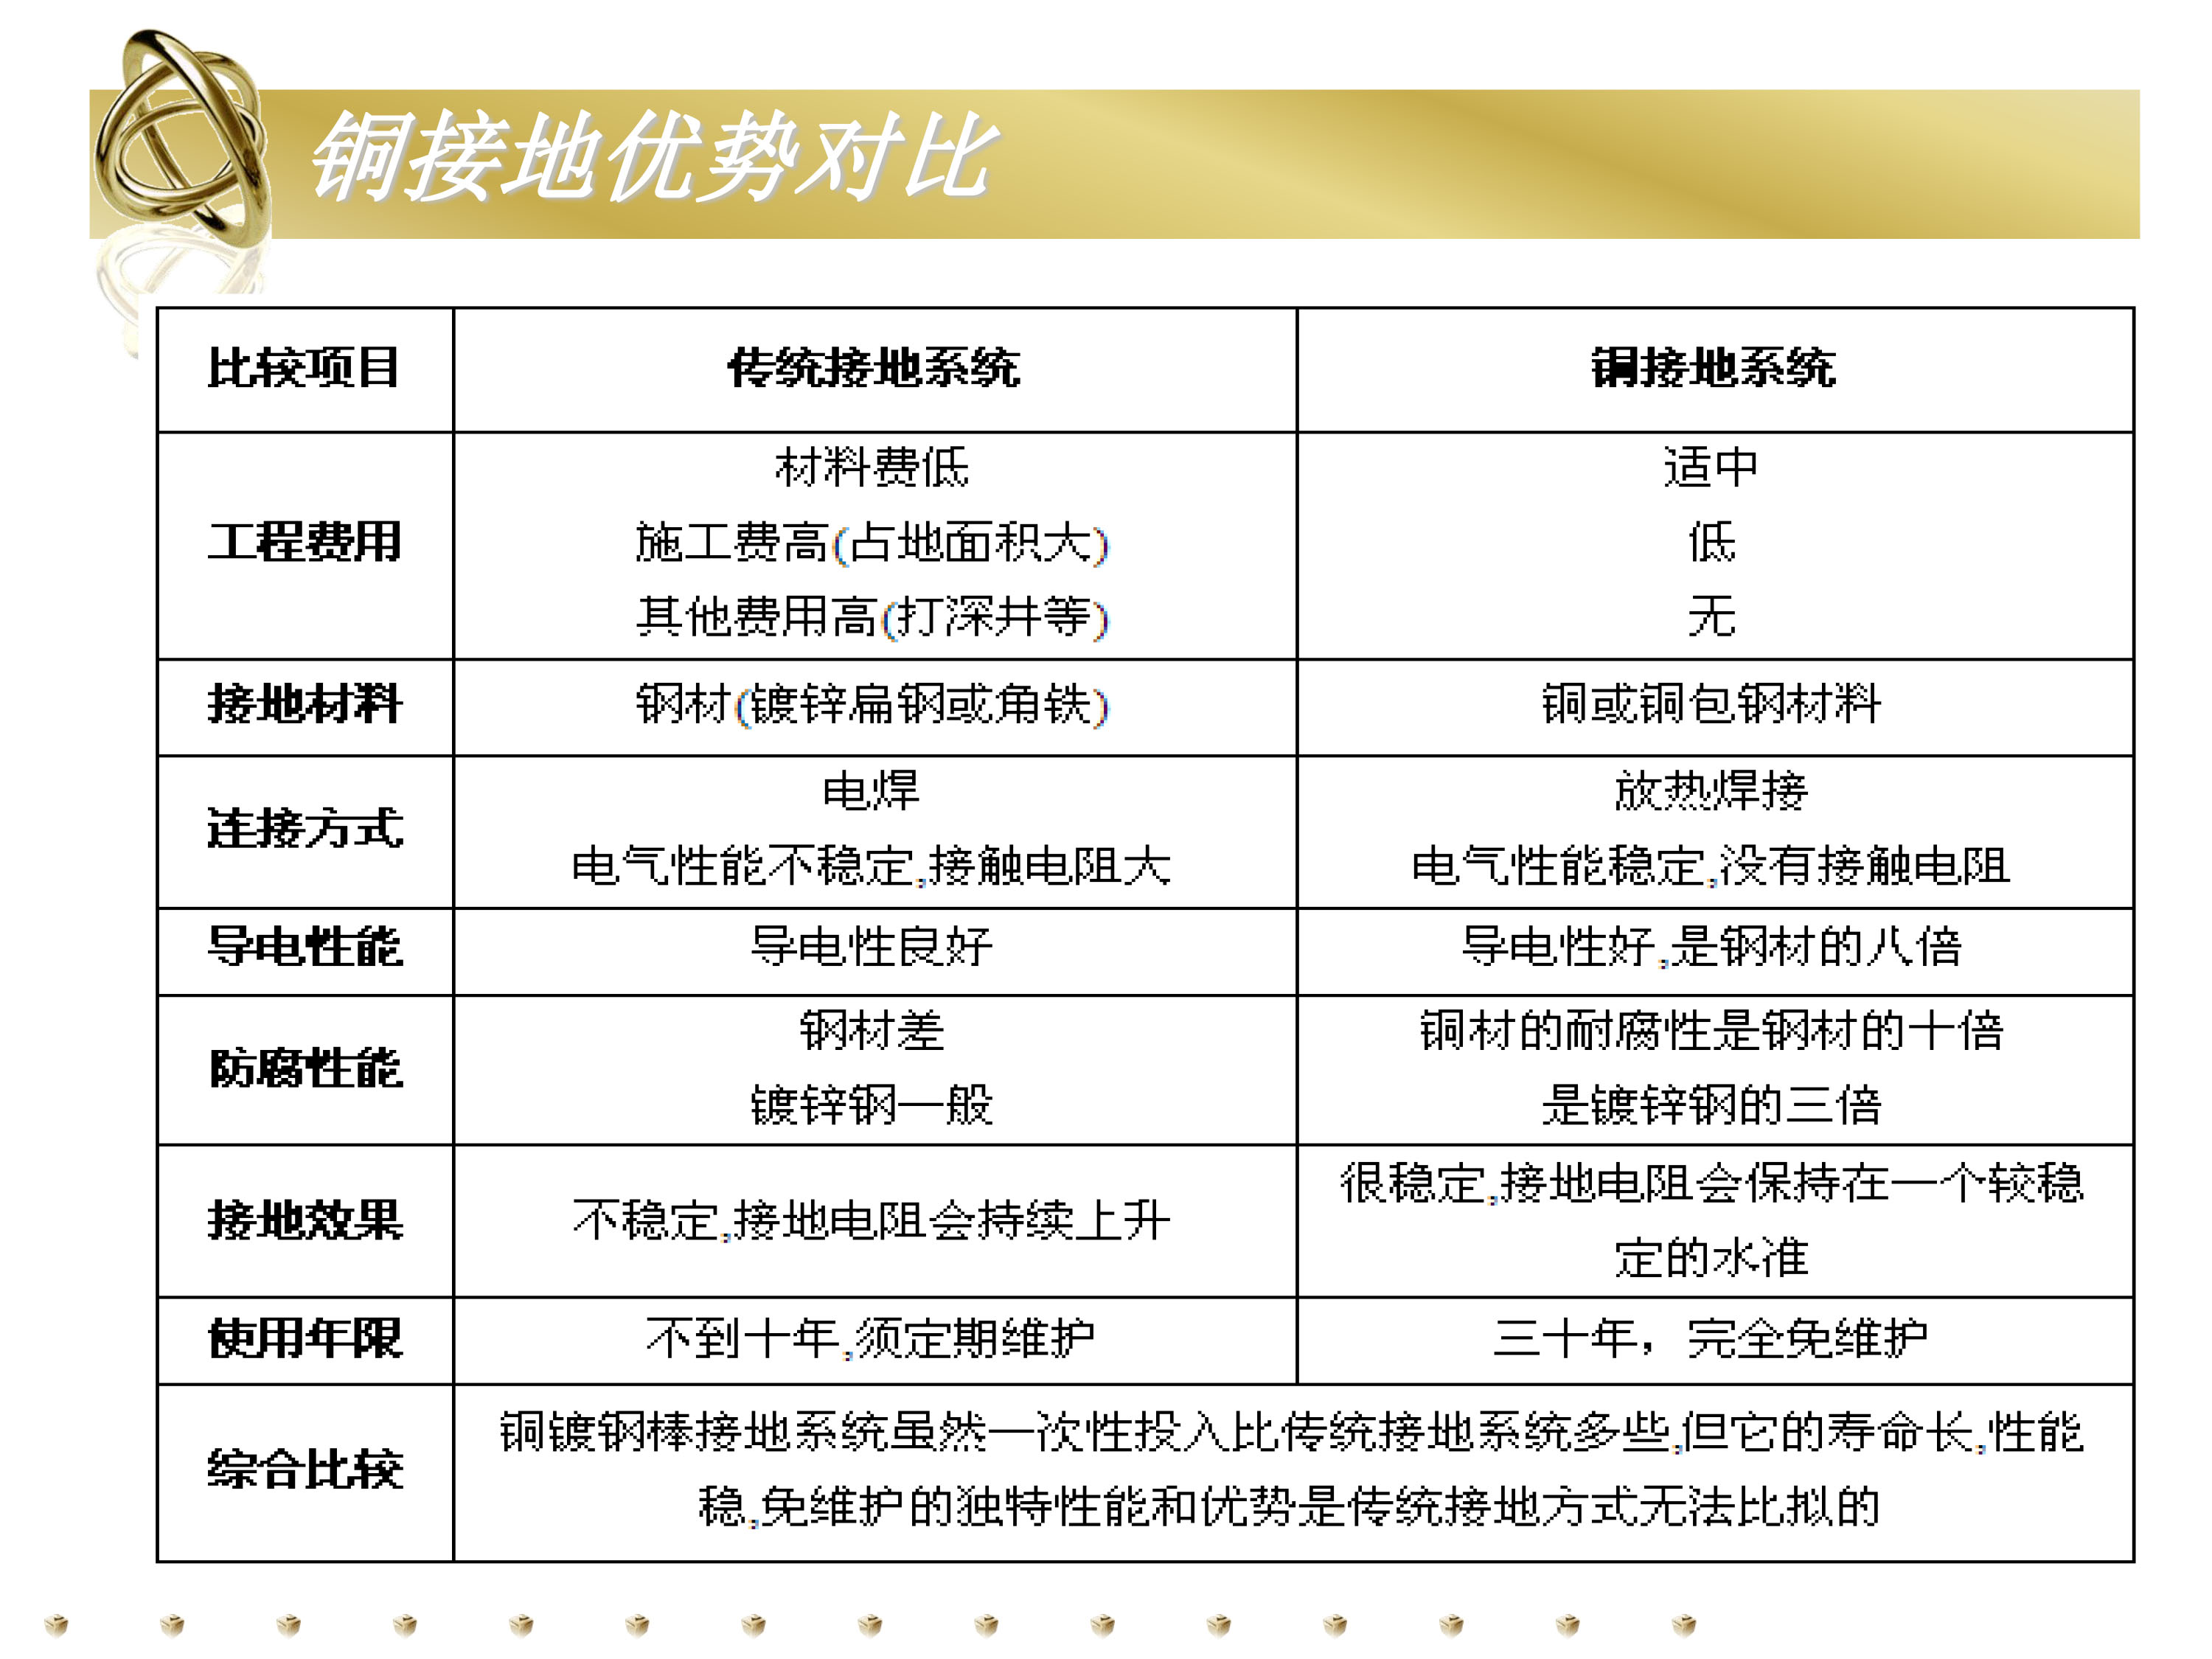 铜接地优势对比
比较项目 传统接地系统 铜接地系统
工程费用
材料费低
施工费高(占地面积大)
其他费用高(打深井等)
适中
低
无
接地材料 钢材(镀锌扁钢或角铁) 铜或铜包钢材料
连接方式
电焊
电气性能不稳定,接触电阻大
放热焊接
电气性能稳定,没有接触电阻
导电性能 导电性良好 导电性好,是钢材的八倍
防腐性能
钢材差
镀锌钢一般
铜材的耐腐性是钢材的十倍
是镀锌钢的三倍
接地效果 不稳定,接地电阻会持续上升
很稳定,接地电阻会保持在一个较稳
定的水准
使用年限 不到十年,须定期维护 三十年，完全免维护
综合比较
铜镀钢棒接地系统虽然一次性投入比传统接地系统多些,但它的寿命长,性能
稳,免维护的独特性能和优势是传统接地方式无法比拟的